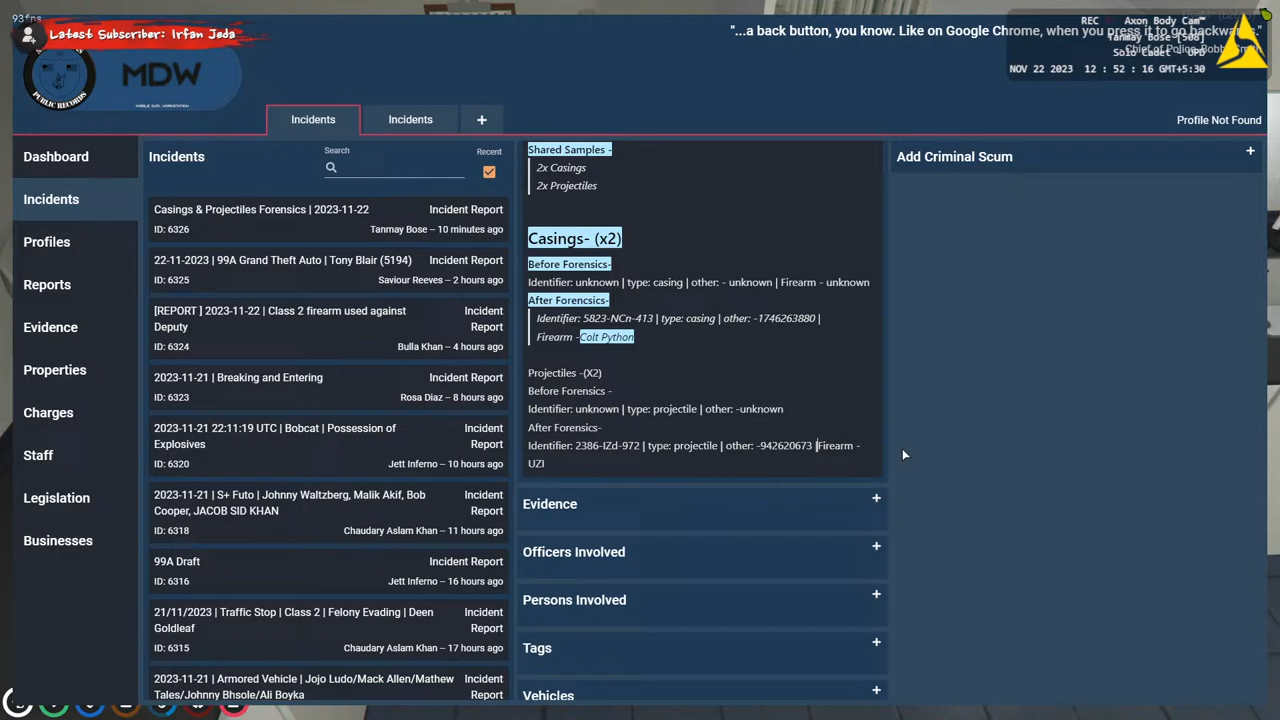 93fps
Latest Subscriber: Irfan Jeda
PUBLIC RECORDS
MDW
MOBILE DATA WORKSTATION
"...a back button, you know. Like on Google Chrome, when you press it to go backwards."
REC Axon Body Cam™
Tanmay Bose [508]
Solo Cadet - UPD
Chief of Police Bobby Smith
NOV 22 2023 12 : 52 : 16 GMT+5:30
Incidents
Incidents
+
Profile Not Found
Dashboard
Incidents
Profiles
Reports
Evidence
Properties
Charges
Staff
Legislation
Businesses
Incidents
Search
Recent
Casings & Projectiles Forensics | 2023-11-22
Incident Report
ID: 6326
Tanmay Bose -- 10 minutes ago
22-11-2023 | 99A Grand Theft Auto | Tony Blair (5194)
Incident Report
ID: 6325
Saviour Reeves -- 2 hours ago
[REPORT ] 2023-11-22 | Class 2 firearm used against
Deputy
Incident
Report
ID: 6324
Bulla Khan -- 4 hours ago
2023-11-21 | Breaking and Entering
Incident Report
ID: 6323
Rosa Diaz -- 8 hours ago
2023-11-21 22:11:19 UTC | Bobcat | Possession of
Explosives
Incident
Report
ID: 6320
Jett Inferno -- 10 hours ago
2023-11-21 | S+ Futo | Johnny Waltzberg, Malik Akif, Bob
Cooper, JACOB SID KHAN
Incident
Report
ID: 6318
Chaudary Aslam Khan -- 11 hours ago
99A Draft
Incident Report
ID: 6316
Jett Inferno -- 16 hours ago
21/11/2023 | Traffic Stop | Class 2 | Felony Evading | Deen
Goldleaf
Incident
Report
ID: 6315
Chaudary Aslam Khan -- 17 hours ago
2023-11-21 | Armored Vehicle | Jojo Ludo/Mack Allen/Mathew
Tales/Johnny Bhsole/Ali Boyka
Incident
Report
Shared Samples -
2x Casings
2x Projectiles
Casings- (x2)
Before Forensics-
Identifier: unknown | type: casing | other: - unknown | Firearm - unknown
After Forencsics-
Identifier: 5823-NCn-413 | type: casing | other: -1746263880 |
Firearm -Colt Python
Projectiles -(X2)
Before Forensics -
Identifier: unknown | type: projectile | other: -unknown
After Forensics-
Identifier: 2386-IZd-972 | type: projectile | other: -942620673 |Firearm -
UZI
Evidence
+
Officers Involved
+
Persons Involved
+
Tags
+
Vehicles
+
Add Criminal Scum
+